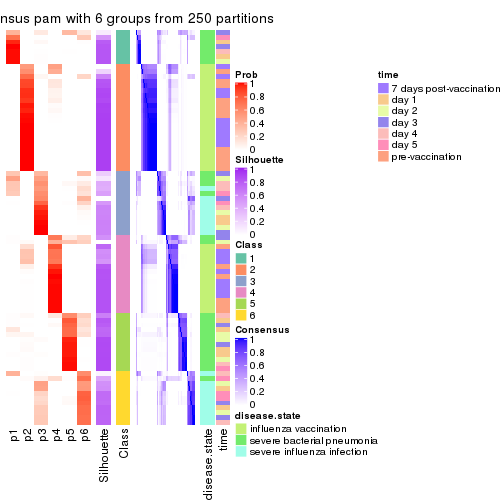 nsus pam with 6 groups from 250 partitions
Prob
1
0.8
0.6
0.4
0.2
0
Silhouette
1
0.8
0.6
0.4
0.2
0
Class
1
2
3
4
5
6
Consensus
1
0.8
0.6
0.4
0.2
0
disease.state
influenza vaccination
severe bacterial pneumonia
severe influenza infection
time
7 days post-vaccination
day 1
day 2
day 3
day 4
day 5
pre-vaccination
p1
p2
p3
p4
p5
p6
Silhouette
Class
disease.state
time